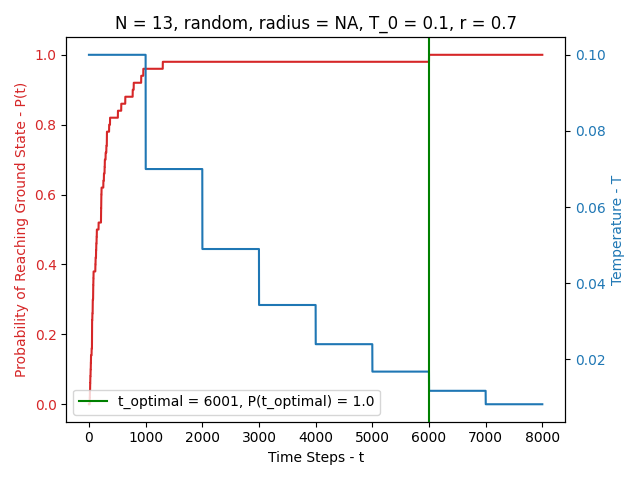 N = 13, random, radius = NA, T_0 = 0.1, r = 0.7
Probability of Reaching Ground State - P(t)
1.0
0.8
0.6
0.4
0.2
0.0
0.10
0.08
0.06
0.04
0.02
Temperature - T
t_optimal = 6001, P(t_optimal) = 1.0
0 1000 2000 3000 4000 5000 6000 7000 8000
Time Steps - t